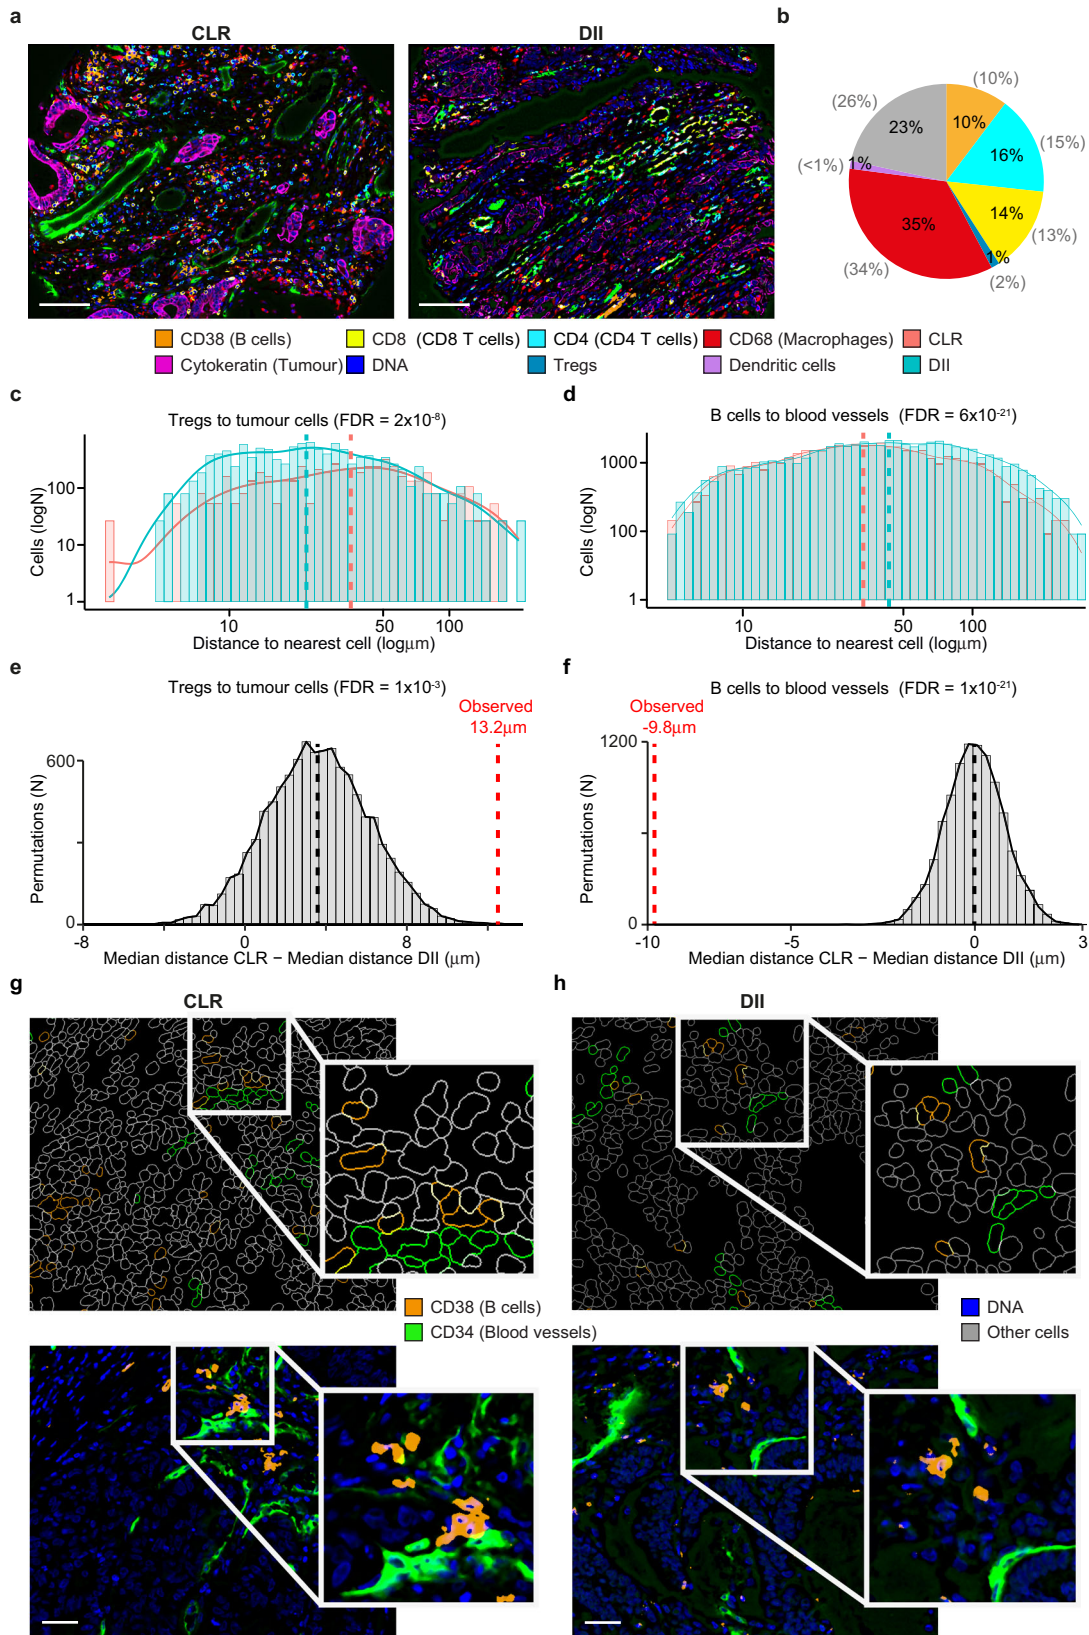 a
CLR
DII
b
(10%)
(26%)
10%
23%
(15%)
16%
(<1%)
1%
14%
35%
(13%)
1%
(34%)
(2%)
CD38 (B cells)
CD8 (CD8 T cells)
CD4 (CD4 T cells)
CD68 (Macrophages)
CLR
Cytokeratin (Tumour)
DNA
Tregs
Dendritic cells
DII
c
Tregs to tumour cells (FDR = 2x10⁻⁸)
Cells (logN)
100
10
1
10
50
100
Distance to nearest cell (logμm)
d
B cells to blood vessels (FDR = 6x10⁻²¹)
Cells (logN)
1000
100
1
10
50
100
Distance to nearest cell (logμm)
e
Tregs to tumour cells (FDR = 1x10⁻³)
Observed
13.2μm
Permutations (N)
600
0
-8
0
8
Median distance CLR − Median distance DII (μm)
f
B cells to blood vessels (FDR = 1x10⁻²¹)
Observed
-9.8μm
Permutations (N)
1200
0
-10
-5
0
3
Median distance CLR − Median distance DII (μm)
g
CLR
h
DII
CD38 (B cells)
CD34 (Blood vessels)
DNA
Other cells